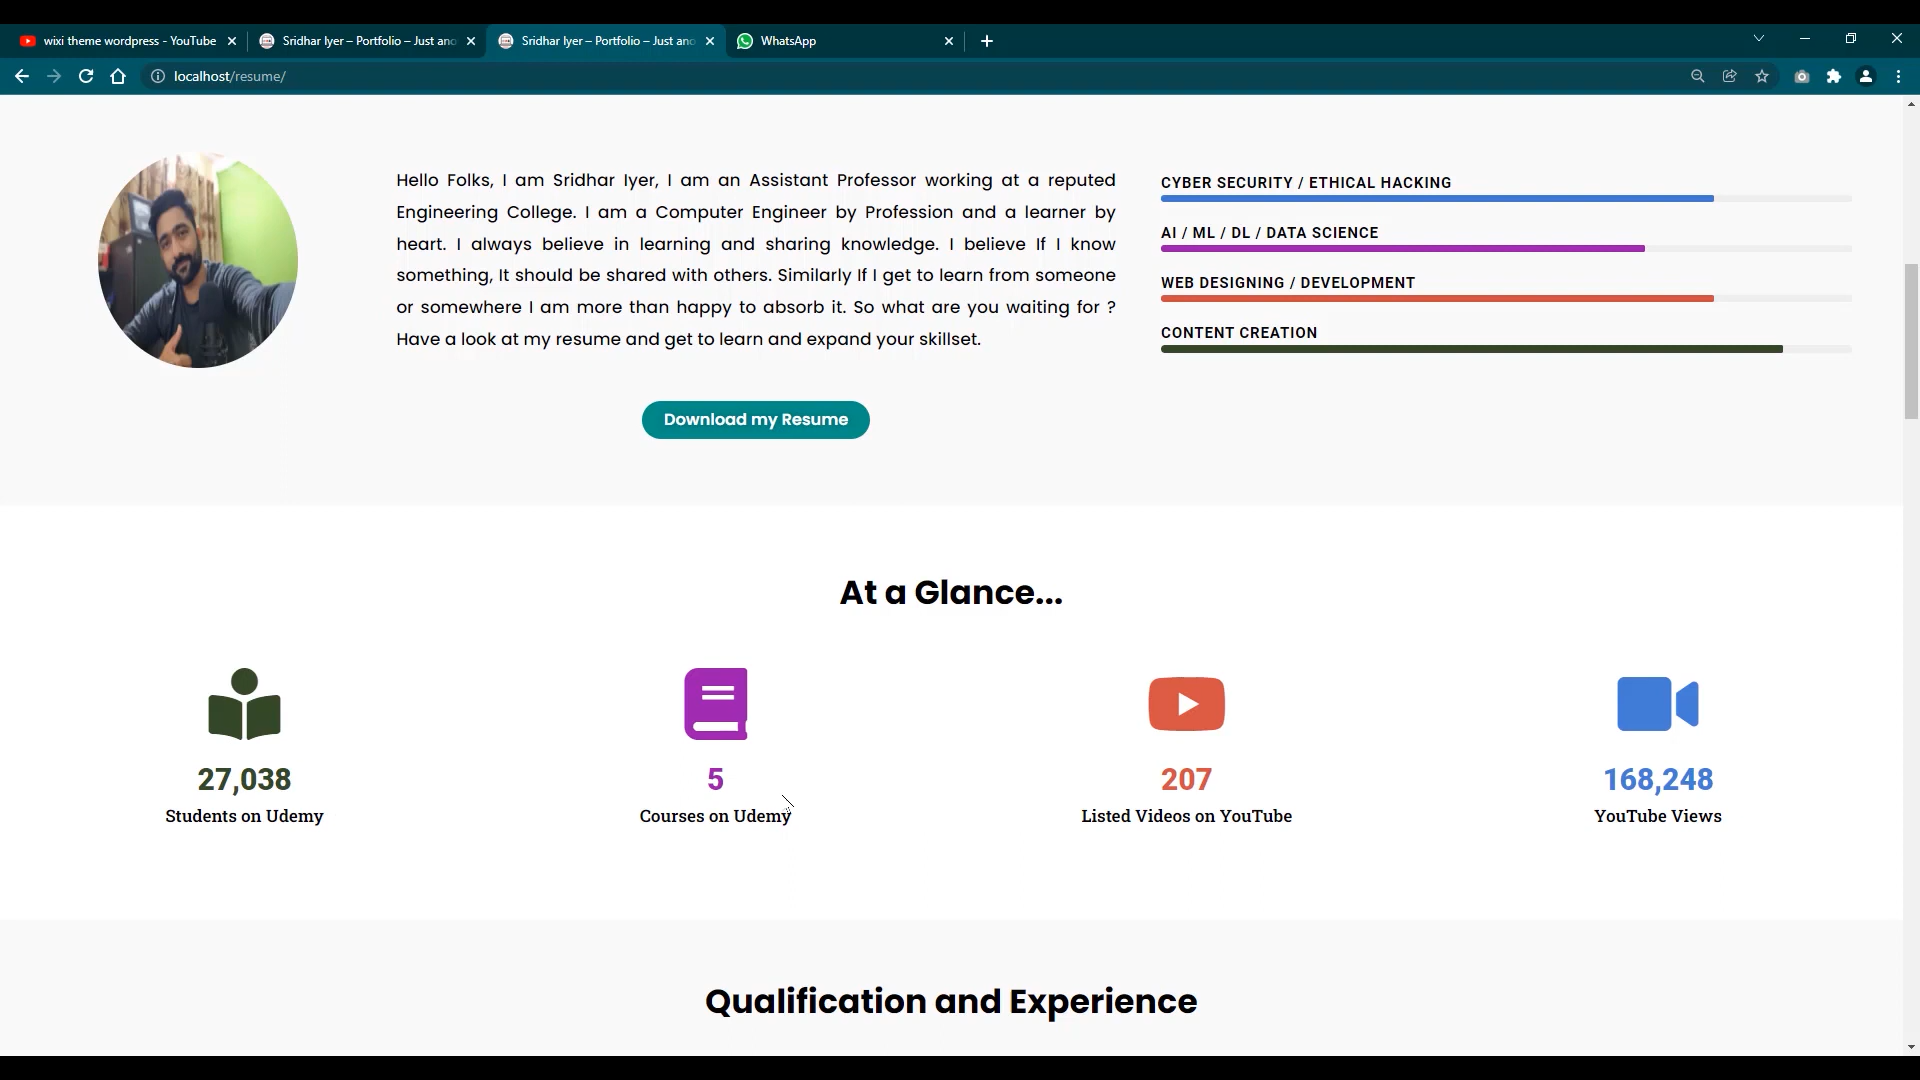 wixi theme wordpress - YouTube
Sridhar Iyer – Portfolio – Just ano
Sridhar Iyer – Portfolio – Just ano
WhatsApp
localhost/resume/
Hello Folks, I am Sridhar Iyer, I am an Assistant Professor working at a reputed
Engineering College. I am a Computer Engineer by Profession and a learner by
heart. I always believe in learning and sharing knowledge. I believe If I know
something, It should be shared with others. Similarly If I get to learn from someone
or somewhere I am more than happy to absorb it. So what are you waiting for ?
Have a look at my resume and get to learn and expand your skillset.
Download my Resume
CYBER SECURITY / ETHICAL HACKING
AI / ML / DL / DATA SCIENCE
WEB DESIGNING / DEVELOPMENT
CONTENT CREATION
At a Glance...
27,038
Students on Udemy
5
Courses on Udemy
207
Listed Videos on YouTube
168,248
YouTube Views
Qualification and Experience